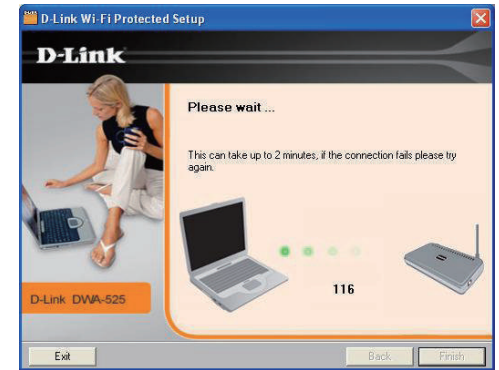 D-Link Wi-Fi Protected Setup
D-Link
Please wait ...
This can take up to 2 minutes, if the connection fails please try
again.
116
D-Link DWA-525
Exit
Back
Finish